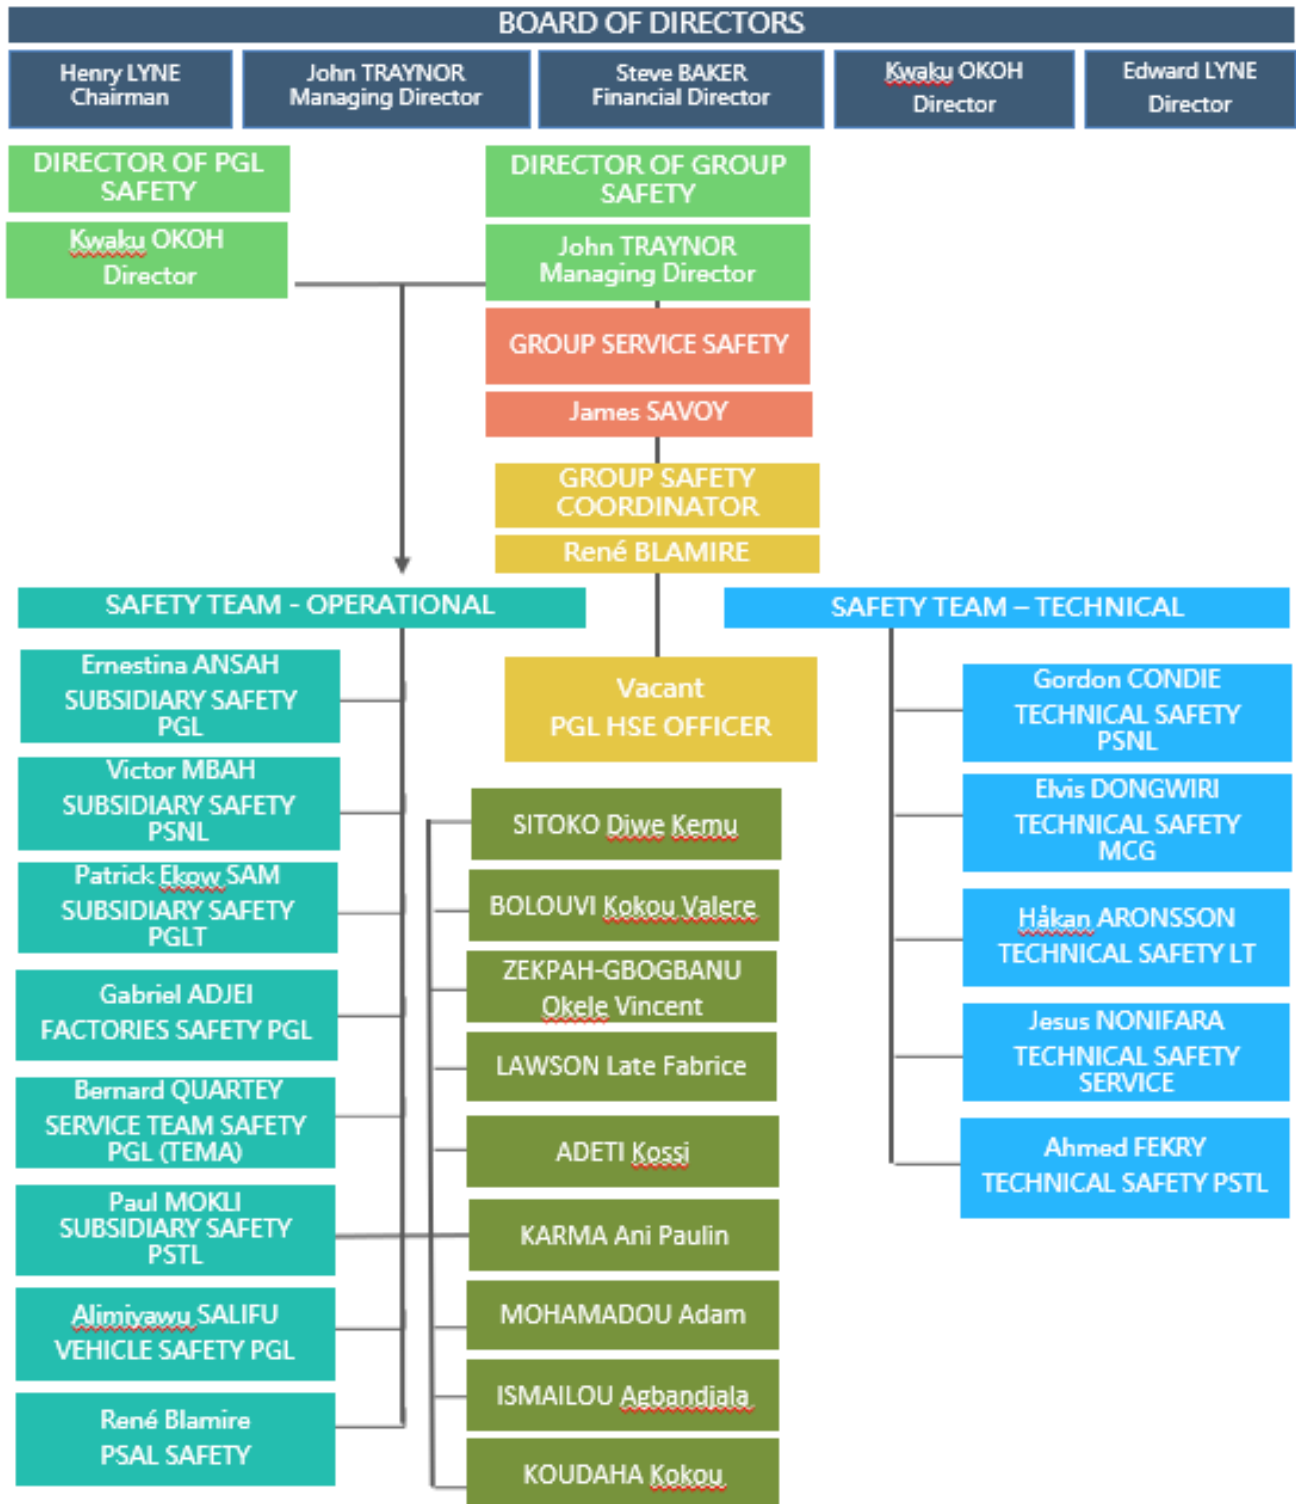 BOARD OF DIRECTORS
Henry LYNE
Chairman
John TRAYNOR
Managing Director
Steve BAKER
Financial Director
Kwaku OKOH
Director
Edward LYNE
Director
DIRECTOR OF PGL
SAFETY
Kwaku OKOH
Director
DIRECTOR OF GROUP
SAFETY
John TRAYNOR
Managing Director
GROUP SERVICE SAFETY
James SAVOY
GROUP SAFETY
COORDINATOR
René BLAMIRE
SAFETY TEAM - OPERATIONAL
Ernestina ANSAH
SUBSIDIARY SAFETY
PGL
Victor MBAH
SUBSIDIARY SAFETY
PSNL
Patrick Ekow SAM
SUBSIDIARY SAFETY
PGLT
Gabriel ADJEI
FACTORIES SAFETY PGL
Bernard QUARTEY
SERVICE TEAM SAFETY
PGL (TEMA)
Paul MOKLI
SUBSIDIARY SAFETY
PSTL
Alimiyawu SALIFU
VEHICLE SAFETY PGL
René Blamire
PSAL SAFETY
Vacant
PGL HSE OFFICER
SITOKO Diwe Kemu
BOLOUVI Kokou Valere
ZEKPAH-GBOGBANU
Okele Vincent
LAWSON Late Fabrice
ADETI Kossi
KARMA Ani Paulin
MOHAMADOU Adam
ISMAILOU Agbandjala
KOUDAHA Kokou
SAFETY TEAM – TECHNICAL
Gordon CONDIE
TECHNICAL SAFETY
PSNL
Elvis DONGWIRI
TECHNICAL SAFETY
MCG
Håkan ARONSSON
TECHNICAL SAFETY LT
Jesus NONIFARA
TECHNICAL SAFETY
SERVICE
Ahmed FEKRY
TECHNICAL SAFETY PSTL